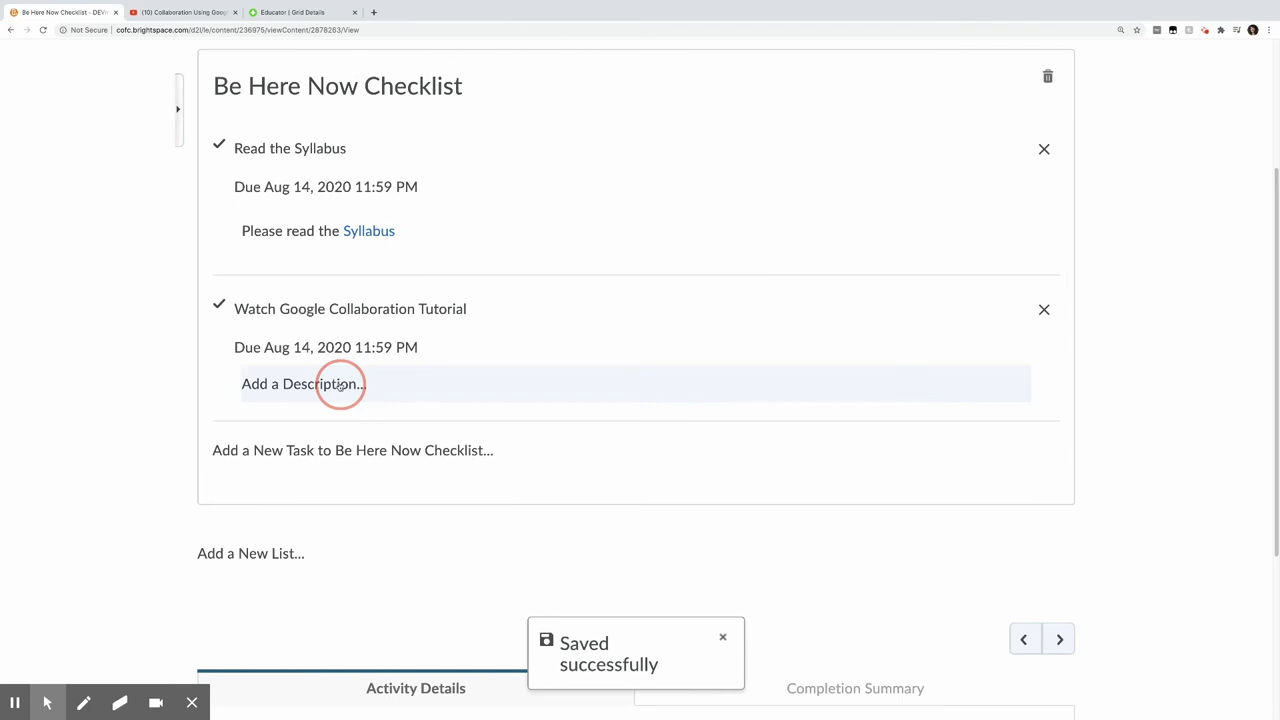 Be Here Now Checklist - DEV
(10) Collaboration Using Goog
Educator | Grid Details
Not Secure | cofc.brightspace.com/d2l/le/content/236975/viewContent/2878263/View
Be Here Now Checklist
Read the Syllabus
Due Aug 14, 2020 11:59 PM
Please read the Syllabus
Watch Google Collaboration Tutorial
Due Aug 14, 2020 11:59 PM
Add a Description...
Add a New Task to Be Here Now Checklist...
Add a New List...
Saved
successfully
Activity Details
Completion Summary